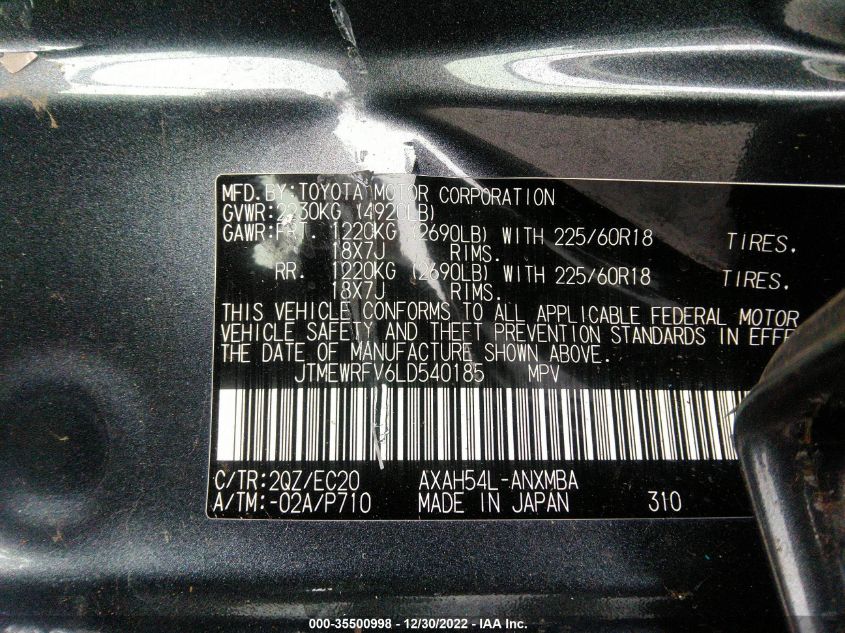 MFD. BY: TOYOTA MOTOR CORPORATION
GVWR: 2230KG (4920LB)
GAWR: FRT. 1220KG (2690LB) WITH 225/60R18 TIRES.
18X7J RIMS.
RR. 1220KG (2690LB) WITH 225/60R18 TIRES.
18X7J RIMS.
THIS VEHICLE CONFORMS TO ALL APPLICABLE FEDERAL MOTOR
VEHICLE SAFETY AND THEFT PREVENTION STANDARDS IN EFFE
THE DATE OF MANUFACTURE SHOWN ABOVE.
JTMEWRFV6LD540185 MPV
C/TR: 2QZ/EC20 AXAH54L-ANXMBA
A/TM: -02A/P710 MADE IN JAPAN 310
000-35500998 - 12/30/2022 - IAA Inc.